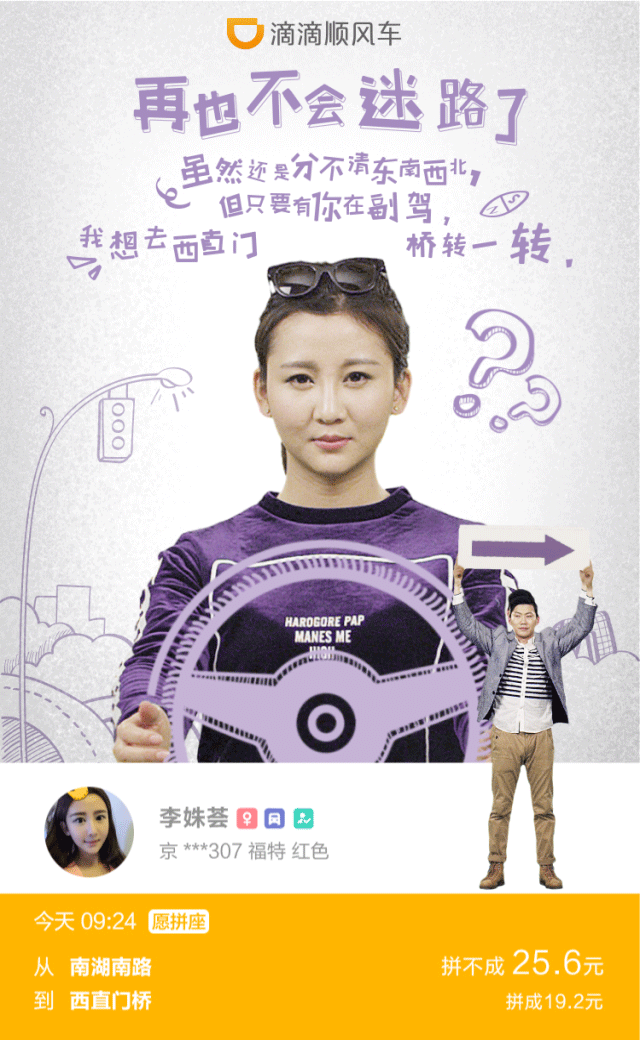 滴滴顺风车
再也不会迷路了
虽然还是分不清东南西北，
但只要有你在副驾，
我想去西直门 桥转一转.
N S
HAROGORE PAP
MANES ME
HIGH
李姝荟
京 ***307 福特 红色
今天 09:24 愿拼座
从 南湖南路 拼不成 25.6元
到 西直门桥 拼成19.2元